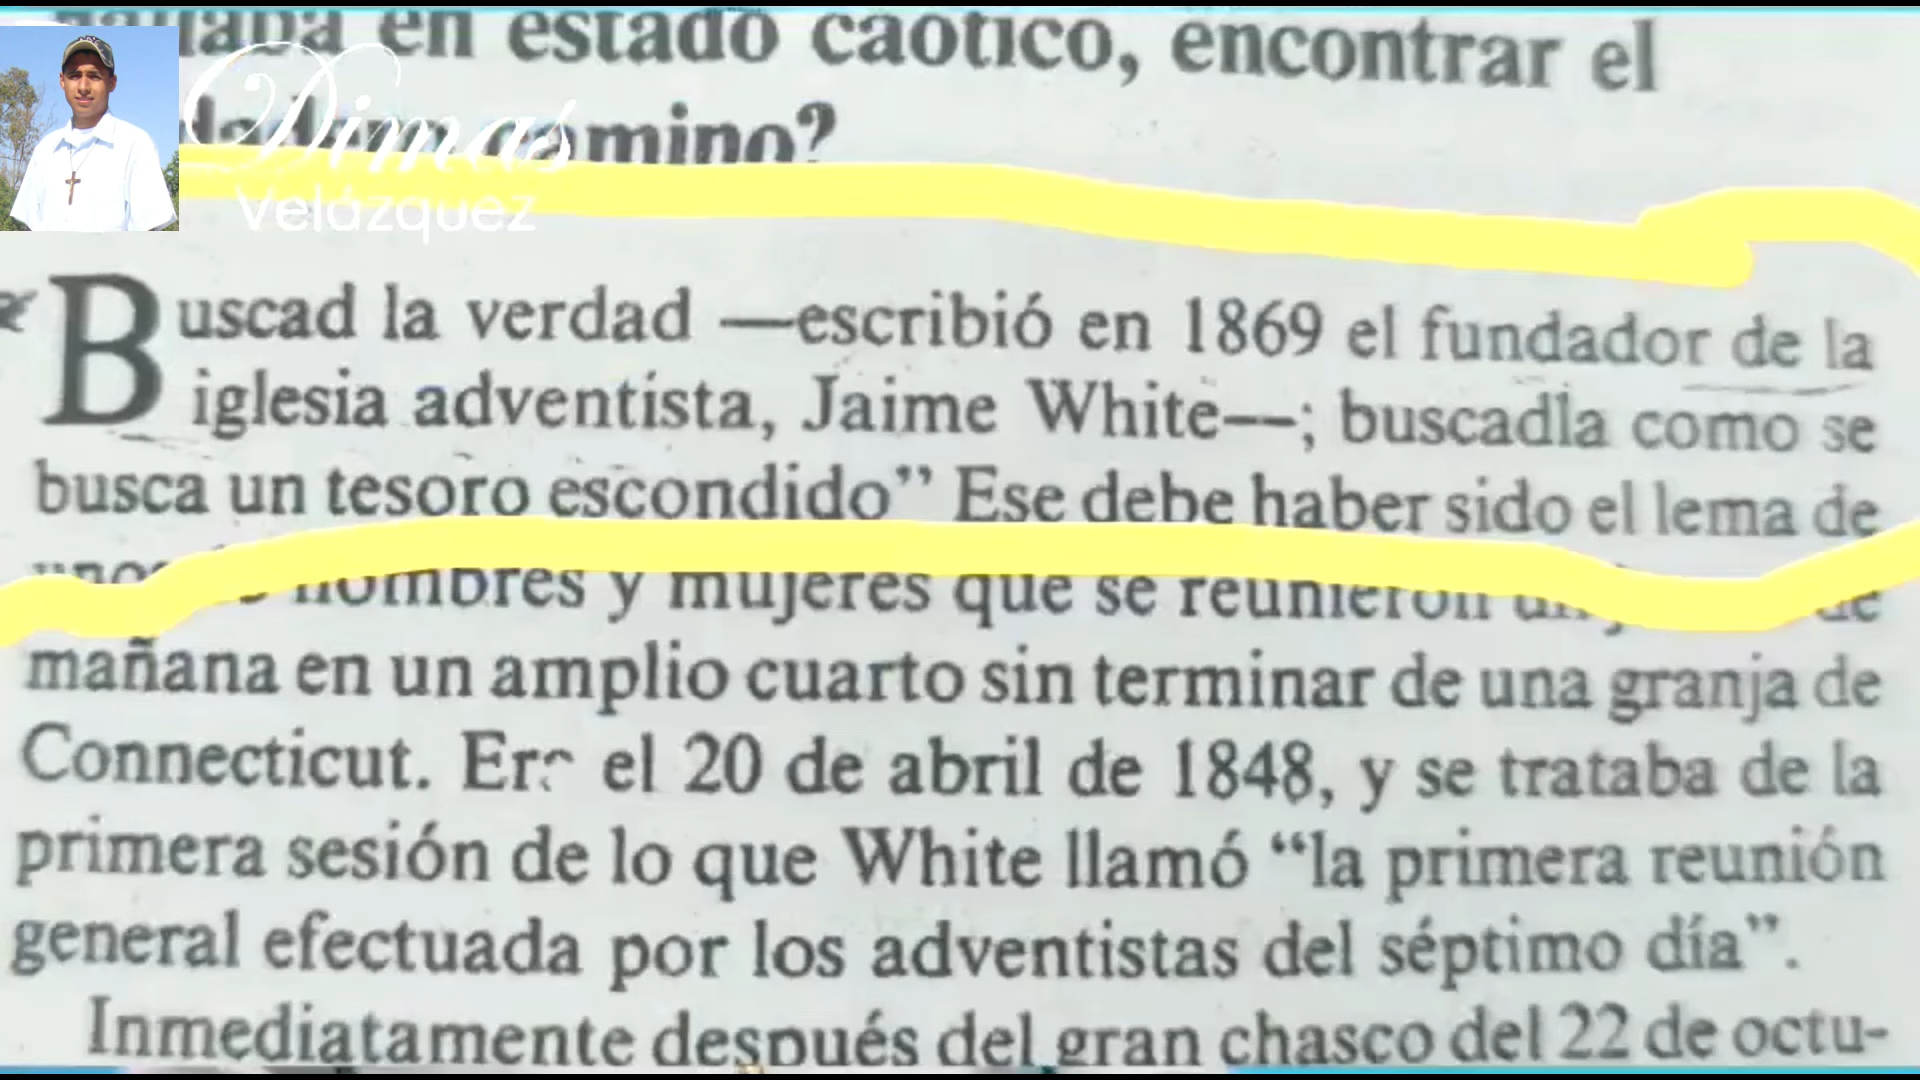 en estado caótico, encontrar el
camino?
Dimas
Velázquez
Buscad la verdad —escribió en 1869 el fundador de la
iglesia adventista, Jaime White—; buscadla como se
busca un tesoro escondido” Ese debe haber sido el lema de
hombres y mujeres que se reunieron de
mañana en un amplio cuarto sin terminar de una granja de
Connecticut. Era el 20 de abril de 1848, y se trataba de la
primera sesión de lo que White llamó “la primera reunión
general efectuada por los adventistas del séptimo día”.
Inmediatamente después del gran chasco del 22 de octu-